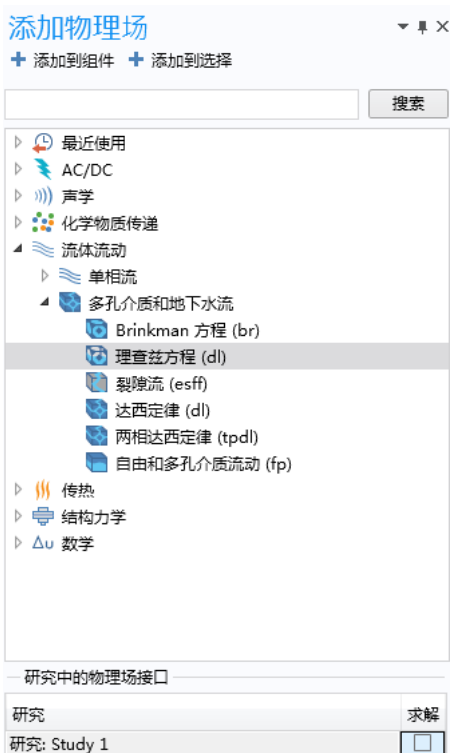 添加物理场
添加到组件 添加到选择
搜索
最近使用
AC/DC
声学
化学物质传递
流体流动
单相流
多孔介质和地下水流
Brinkman 方程 (br)
理查兹方程 (dl)
裂隙流 (esff)
达西定律 (dl)
两相达西定律 (tpdl)
自由和多孔介质流动 (fp)
传热
结构力学
Δu 数学
研究中的物理场接口
研究 求解
研究: Study 1